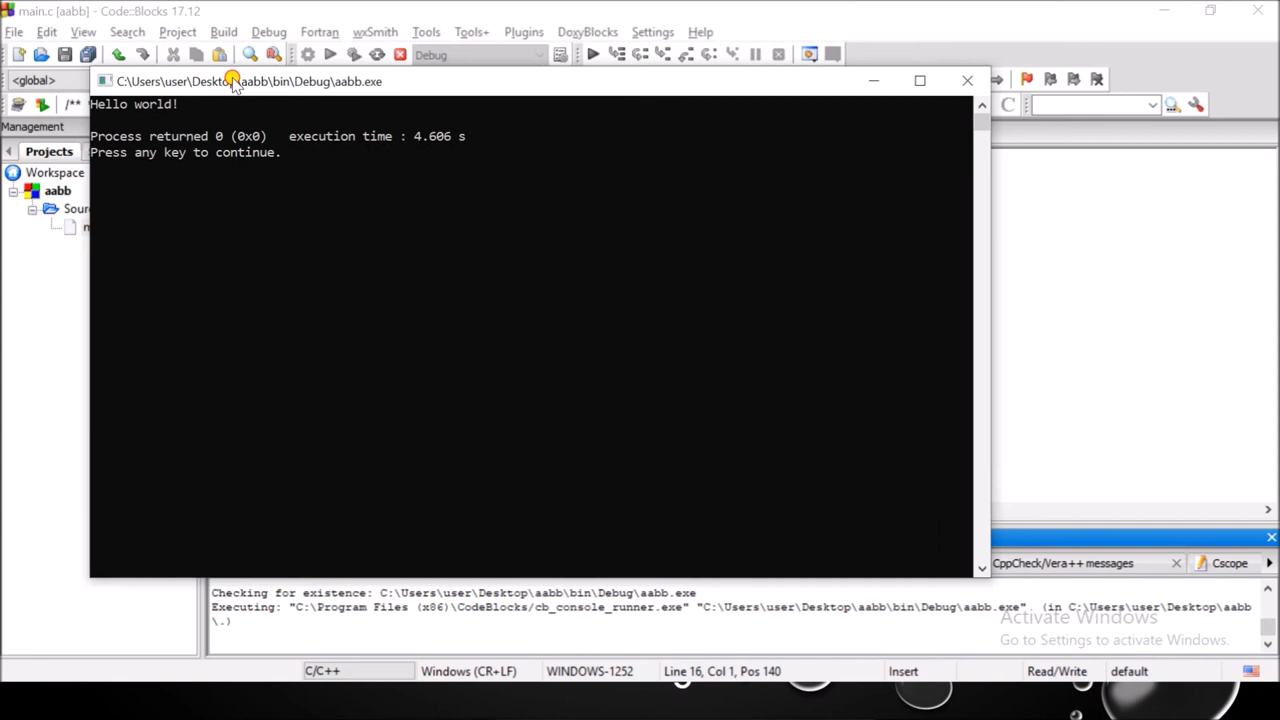 main.c [aabb] - Code::Blocks 17.12
File Edit View Search Project Build Debug Fortran wxSmith Tools Tools+ Plugins DoxyBlocks Settings Help
Debug
<global>
C:\Users\user\Desktop\aabb\bin\Debug\aabb.exe
/**
C
Hello world!
Management
Process returned 0 (0x0) execution time : 4.606 s
Projects
Press any key to continue.
Workspace
aabb
Sour
m
CppCheck/Vera++ messages
Cscope
Checking for existence: C:\Users\user\Desktop\aabb\bin\Debug\aabb.exe
Executing: "C:\Program Files (x86)\CodeBlocks/cb_console_runner.exe" "C:\Users\user\Desktop\aabb\bin\Debug\aabb.exe" (in C:\Users\user\Desktop\aabb
\.)
Activate Windows
Go to Settings to activate Windows.
C/C++ Windows (CR+LF) WINDOWS-1252 Line 16, Col 1, Pos 140 Insert Read/Write default